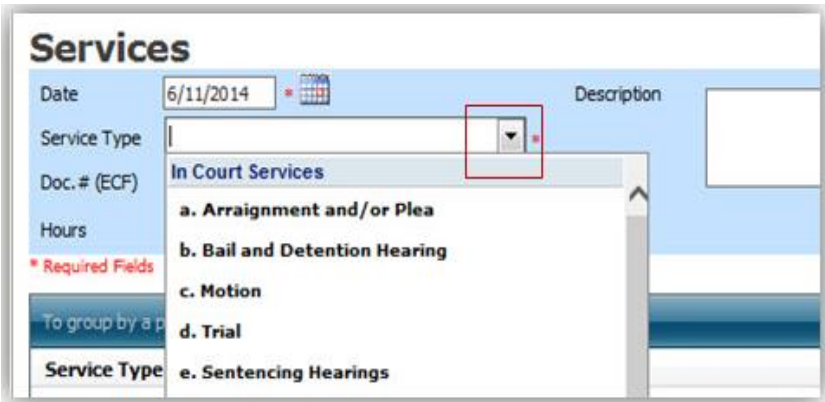 Services
Date 6/11/2014 * Description
Service Type *
In Court Services
Doc. # (ECF)
a. Arraignment and/or Plea
Hours
b. Bail and Detention Hearing
* Required Fields
c. Motion
To group by a p
d. Trial
Service Type
e. Sentencing Hearings